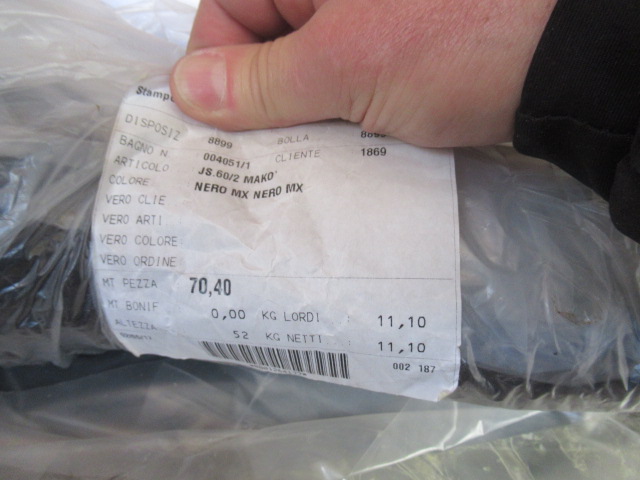 Stampo
DISPOSIZ 8899 BOLLA
BAGNO N. 004051/1 CLIENTE 1869
ARTICOLO JS.60/2 MAKO'
COLORE NERO MX NERO MX
VERO CLIE
VERO ARTI
VERO COLORE
VERO ORDINE
MT PEZZA 70,40
MT BONIF 0,00 KG LORDI : 11,10
ALTEZZA 52 KG NETTI : 11,10
002 187